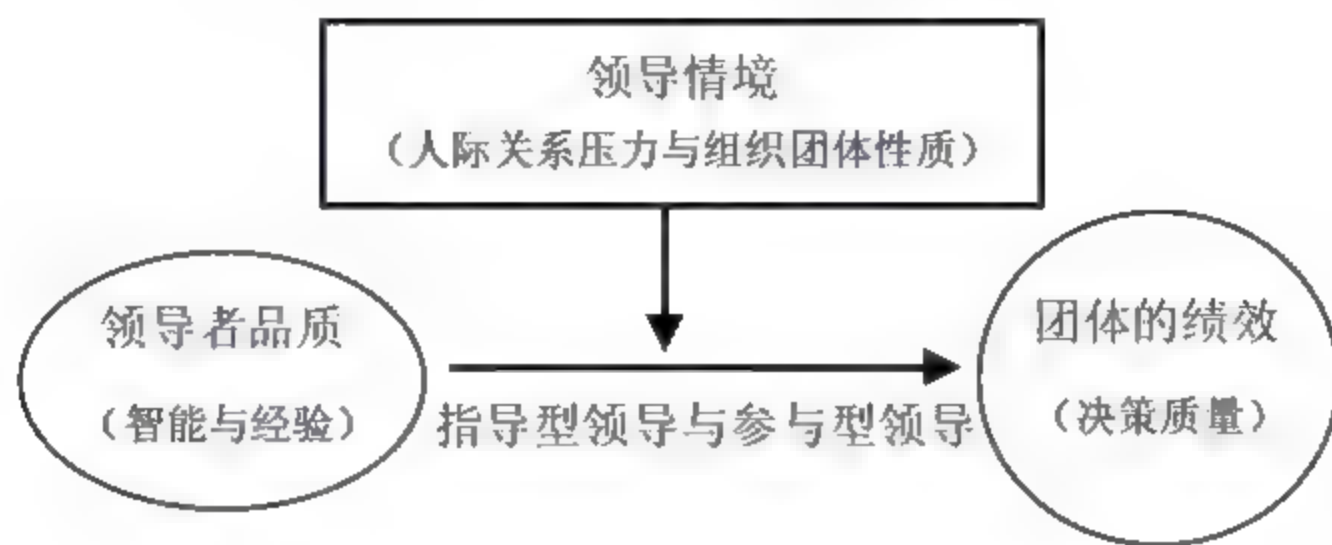 领导情境
（人际关系压力与组织团体性质）
领导者品质
（智能与经验）
指导型领导与参与型领导
团体的绩效
（决策质量）